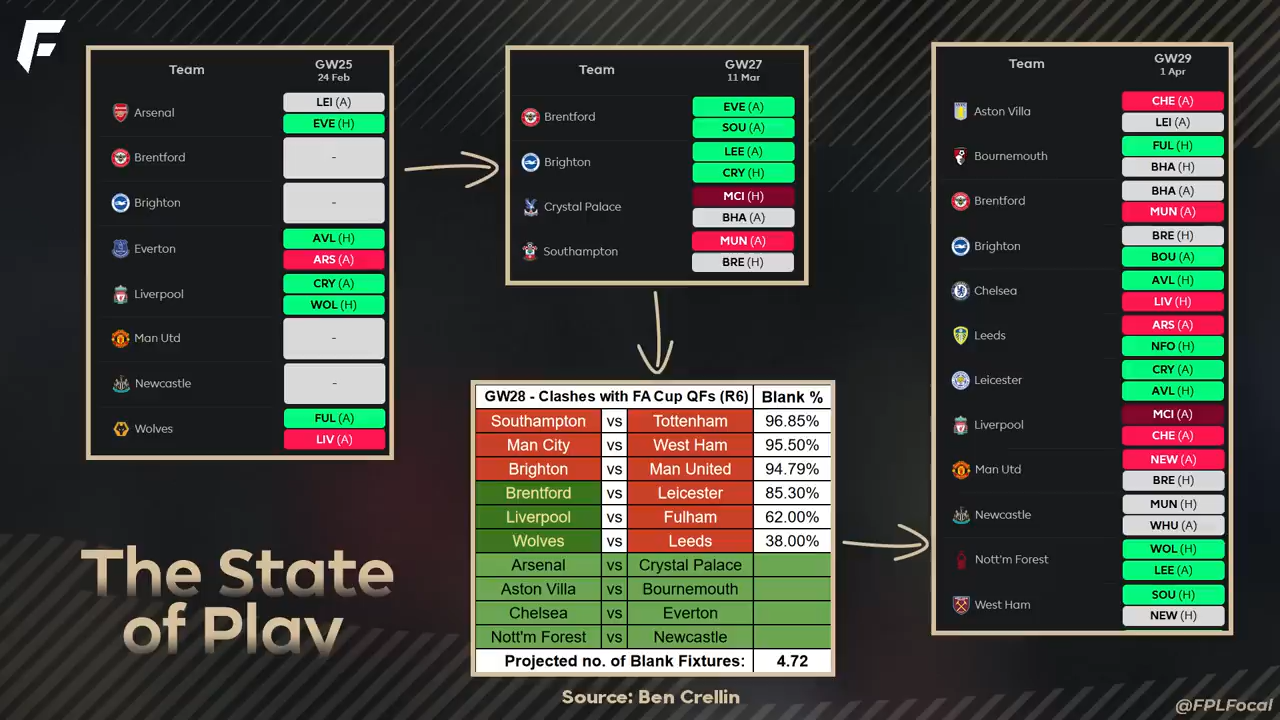 F
Team GW25
24 Feb
Arsenal LEI (A)
EVE (H)
Brentford -
Brighton -
Everton AVL (H)
ARS (A)
Liverpool CRY (A)
WOL (H)
Man Utd -
Newcastle -
Wolves FUL (A)
LIV (A)
Team GW27
11 Mar
Brentford EVE (A)
SOU (A)
Brighton LEE (A)
CRY (H)
Crystal Palace MCI (H)
BHA (A)
Southampton MUN (A)
BRE (H)
GW28 - Clashes with FA Cup QFs (R6) Blank %
Southampton vs Tottenham 96.85%
Man City vs West Ham 95.50%
Brighton vs Man United 94.79%
Brentford vs Leicester 85.30%
Liverpool vs Fulham 62.00%
Wolves vs Leeds 38.00%
Arsenal vs Crystal Palace
Aston Villa vs Bournemouth
Chelsea vs Everton
Nott'm Forest vs Newcastle
Projected no. of Blank Fixtures: 4.72
Source: Ben Crellin
Team GW29
1 Apr
Aston Villa CHE (A)
LEI (A)
Bournemouth FUL (H)
BHA (H)
Brentford BHA (A)
MUN (A)
Brighton BRE (H)
BOU (A)
Chelsea AVL (H)
LIV (H)
Leeds ARS (A)
NFO (H)
Leicester CRY (A)
AVL (H)
Liverpool MCI (A)
CHE (A)
Man Utd NEW (A)
BRE (H)
Newcastle MUN (H)
WHU (A)
Nott'm Forest WOL (H)
LEE (A)
West Ham SOU (H)
NEW (H)
The State
of Play
@FPLFocal